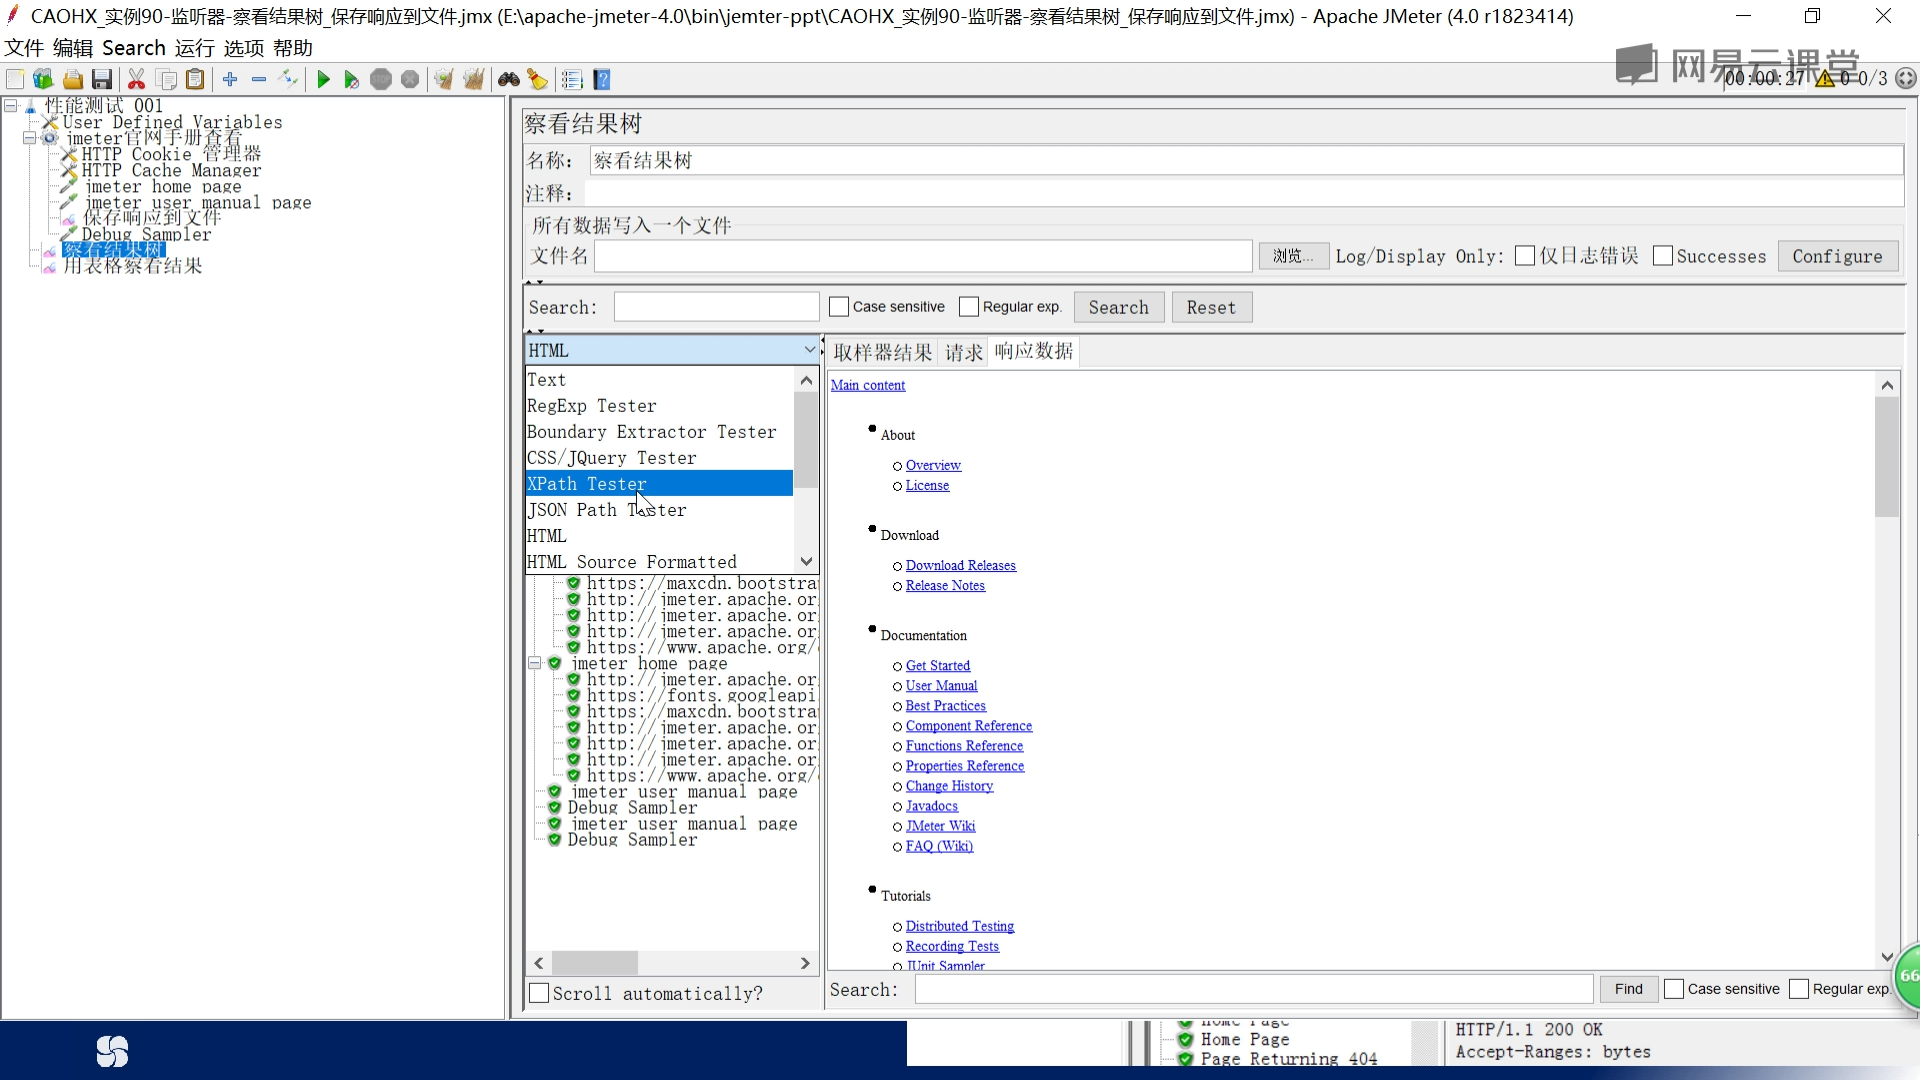 CAOHX_实例90-监听器-察看结果树_保存响应到文件.jmx (E:\apache-jmeter-4.0\bin\jemter-ppt\CAOHX_实例90-监听器-察看结果树_保存响应到文件.jmx) - Apache JMeter (4.0 r1823414)
文件 编辑 Search 运行 选项 帮助
网易云课堂
00:00:27 0 0/3
性能测试 001
User Defined Variables
jmeter官网手册查看
HTTP Cookie 管理器
HTTP Cache Manager
jmeter home page
jmeter user manual page
保存响应到文件
Debug Sampler
察看结果树
用表格察看结果
察看结果树
名称： 察看结果树
注释：
所有数据写入一个文件
文件名 浏览... Log/Display Only: 仅日志错误 Successes Configure
Search: Case sensitive Regular exp. Search Reset
HTML
Text
RegExp Tester
Boundary Extractor Tester
CSS/JQuery Tester
XPath Tester
JSON Path Tester
HTML
HTML Source Formatted
https://maxcdn.bootstra
http://jmeter.apache.or
http://jmeter.apache.or
http://jmeter.apache.or
https://www.apache.org/
jmeter home page
http://jmeter.apache.or
https://fonts.googleapi
https://maxcdn.bootstra
http://jmeter.apache.or
http://jmeter.apache.or
http://jmeter.apache.or
https://www.apache.org/
jmeter user manual page
Debug Sampler
jmeter user manual page
Debug Sampler
Scroll automatically?
取样器结果 请求 响应数据
Main content
About
Overview
License
Download
Download Releases
Release Notes
Documentation
Get Started
User Manual
Best Practices
Component Reference
Functions Reference
Properties Reference
Change History
Javadocs
JMeter Wiki
FAQ (Wiki)
Tutorials
Distributed Testing
Recording Tests
JUnit Sampler
Search: Find Case sensitive Regular exp.
66
Home Page
Home Page
Page Returning 404
HTTP/1.1 200 OK
Accept-Ranges: bytes